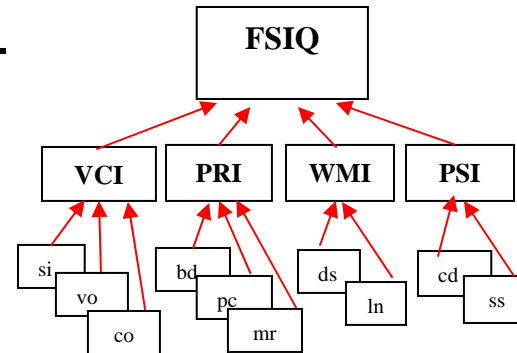 FSIQ
VCI PRI WMI PSI
si bd ds cd
vo pc ln ss
co mr